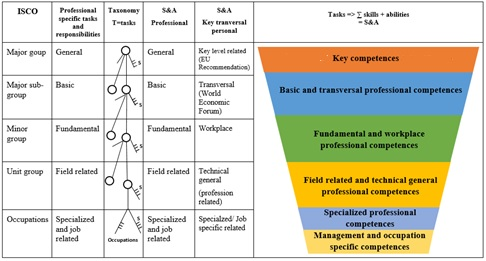 ISCO
Professional
specific tasks
and
responsibilities
Taxonomy
T=tasks
S&A
Professional
S&A
Key tranversal
personal
Tasks => ∑ skills + abilities
= S&A
Major goup
General
General
Key level related
(EU
Recommendation)
Key competences
Major sub-
group
Basic
Basic
Transversal
(World
Economic
Forum)
Basic and transversal professional competences
Minor
group
Fundamental
Fundamental
Workplace
Fundamental and workplace
professional competences
Unit group
Field related
Field related
Technical
general
(profession
related)
Field related and technical general
professional competences
Occupations
Specialized
and job
related
Occupations
Specialized
and job
related
Specialzed/ Job
specific related
Specialized professional
competences
Management and occupation
specific competences